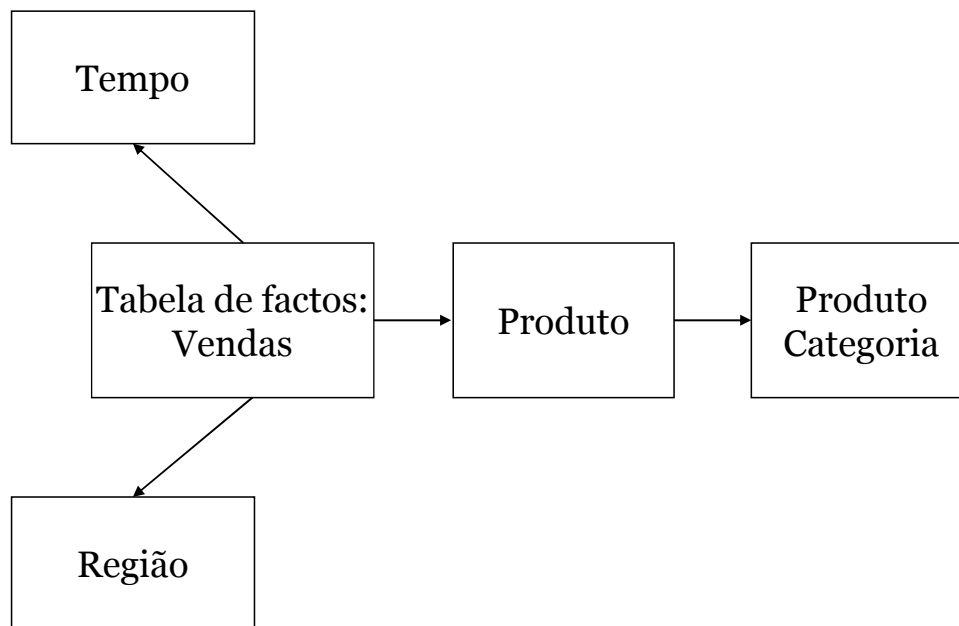 Tempo
Tabela de factos:
Vendas
Produto
Produto
Categoria
Região